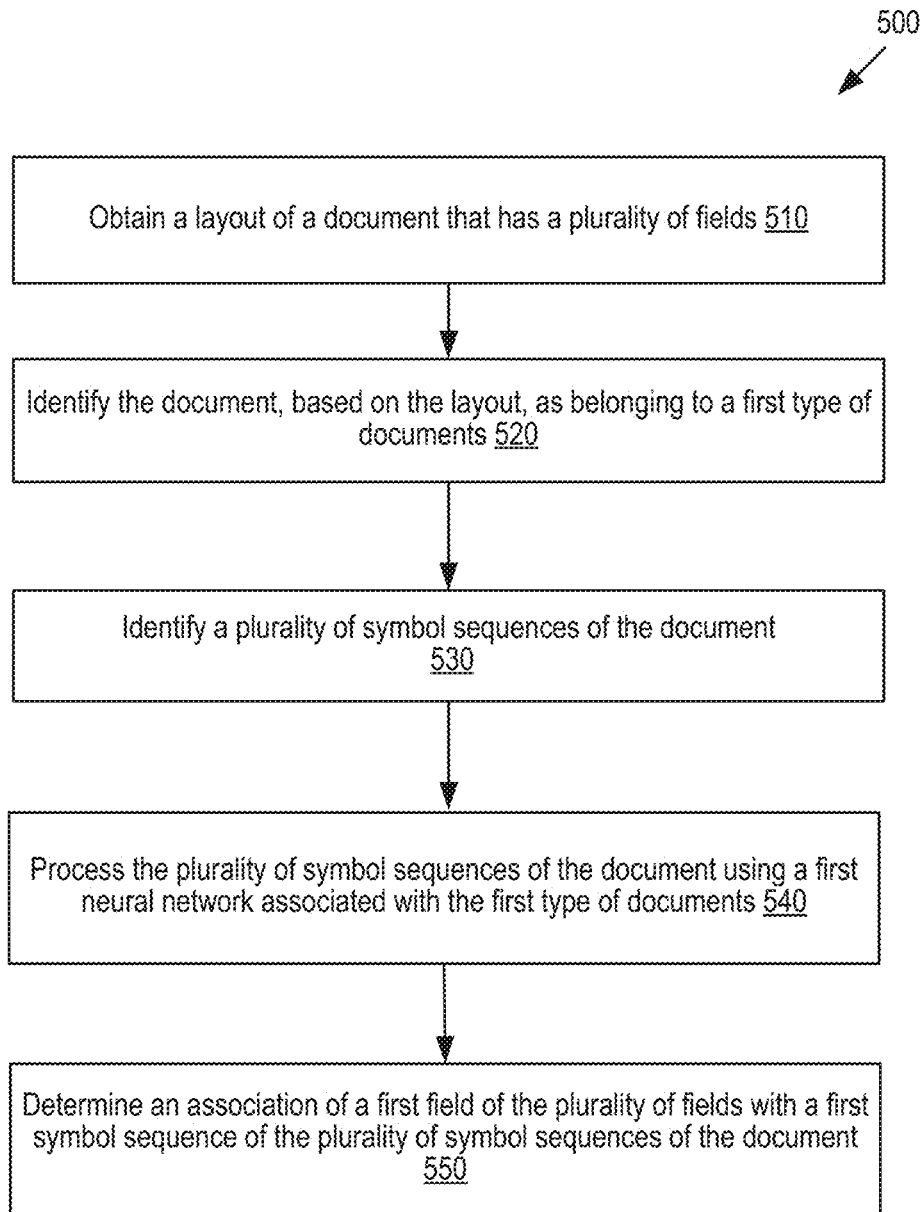 500
Obtain a layout of a document that has a plurality of fields 510
Identify the document, based on the layout, as belonging to a first type of
documents 520
Identify a plurality of symbol sequences of the document
530
Process the plurality of symbol sequences of the document using a first
neural network associated with the first type of documents 540
Determine an association of a first field of the plurality of fields with a first
symbol sequence of the plurality of symbol sequences of the document
550